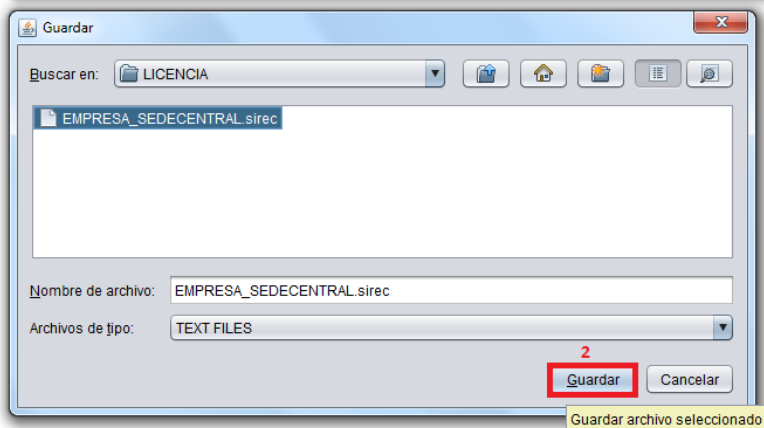 Guardar
Buscar en: LICENCIA
EMPRESA_SEDECENTRAL.sirec
Nombre de archivo: EMPRESA_SEDECENTRAL.sirec
Archivos de tipo: TEXT FILES
2
Guardar Cancelar
Guardar archivo seleccionado